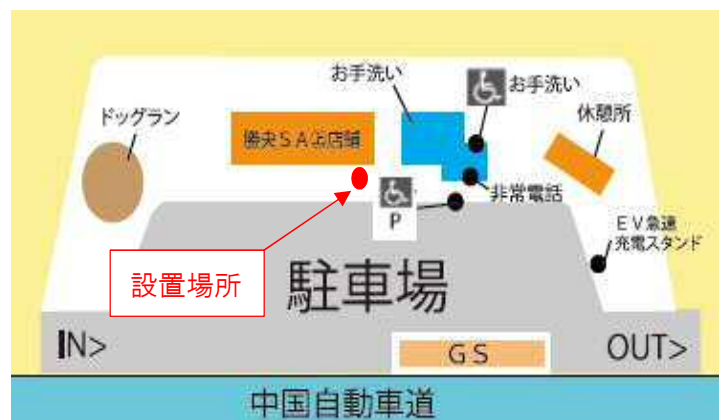 お手洗い
お手洗い
ドッグラン
休憩所
勝央SA上店舗
非常電話
P
EV急速
充電スタンド
設置場所
駐車場
IN>
GS
OUT>
中国自動車道